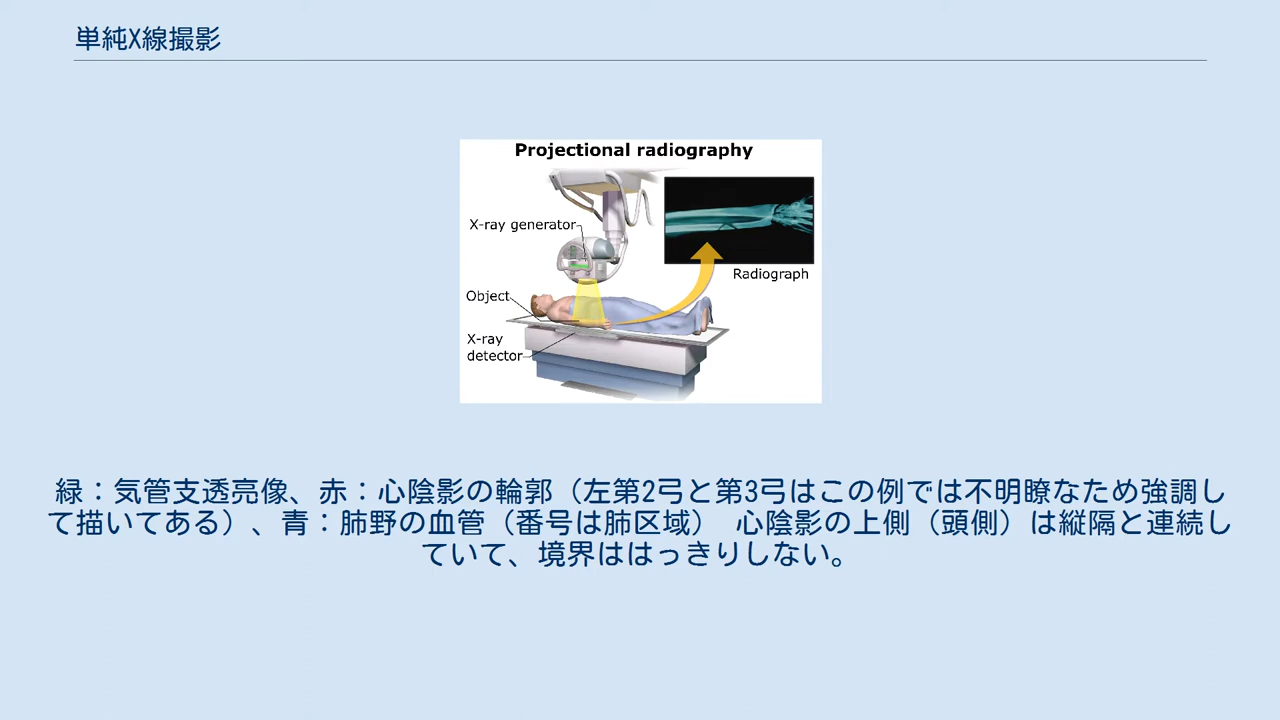 単純X線撮影
Projectional radiography
X-ray generator
Radiograph
Object
X-ray
detector
緑：気管支透亮像、赤：心陰影の輪郭（左第2弓と第3弓はこの例では不明瞭なため強調し
て描いてある）、青：肺野の血管（番号は肺区域） 心陰影の上側（頭側）は縦隔と連続し
ていて、境界ははっきりしない。